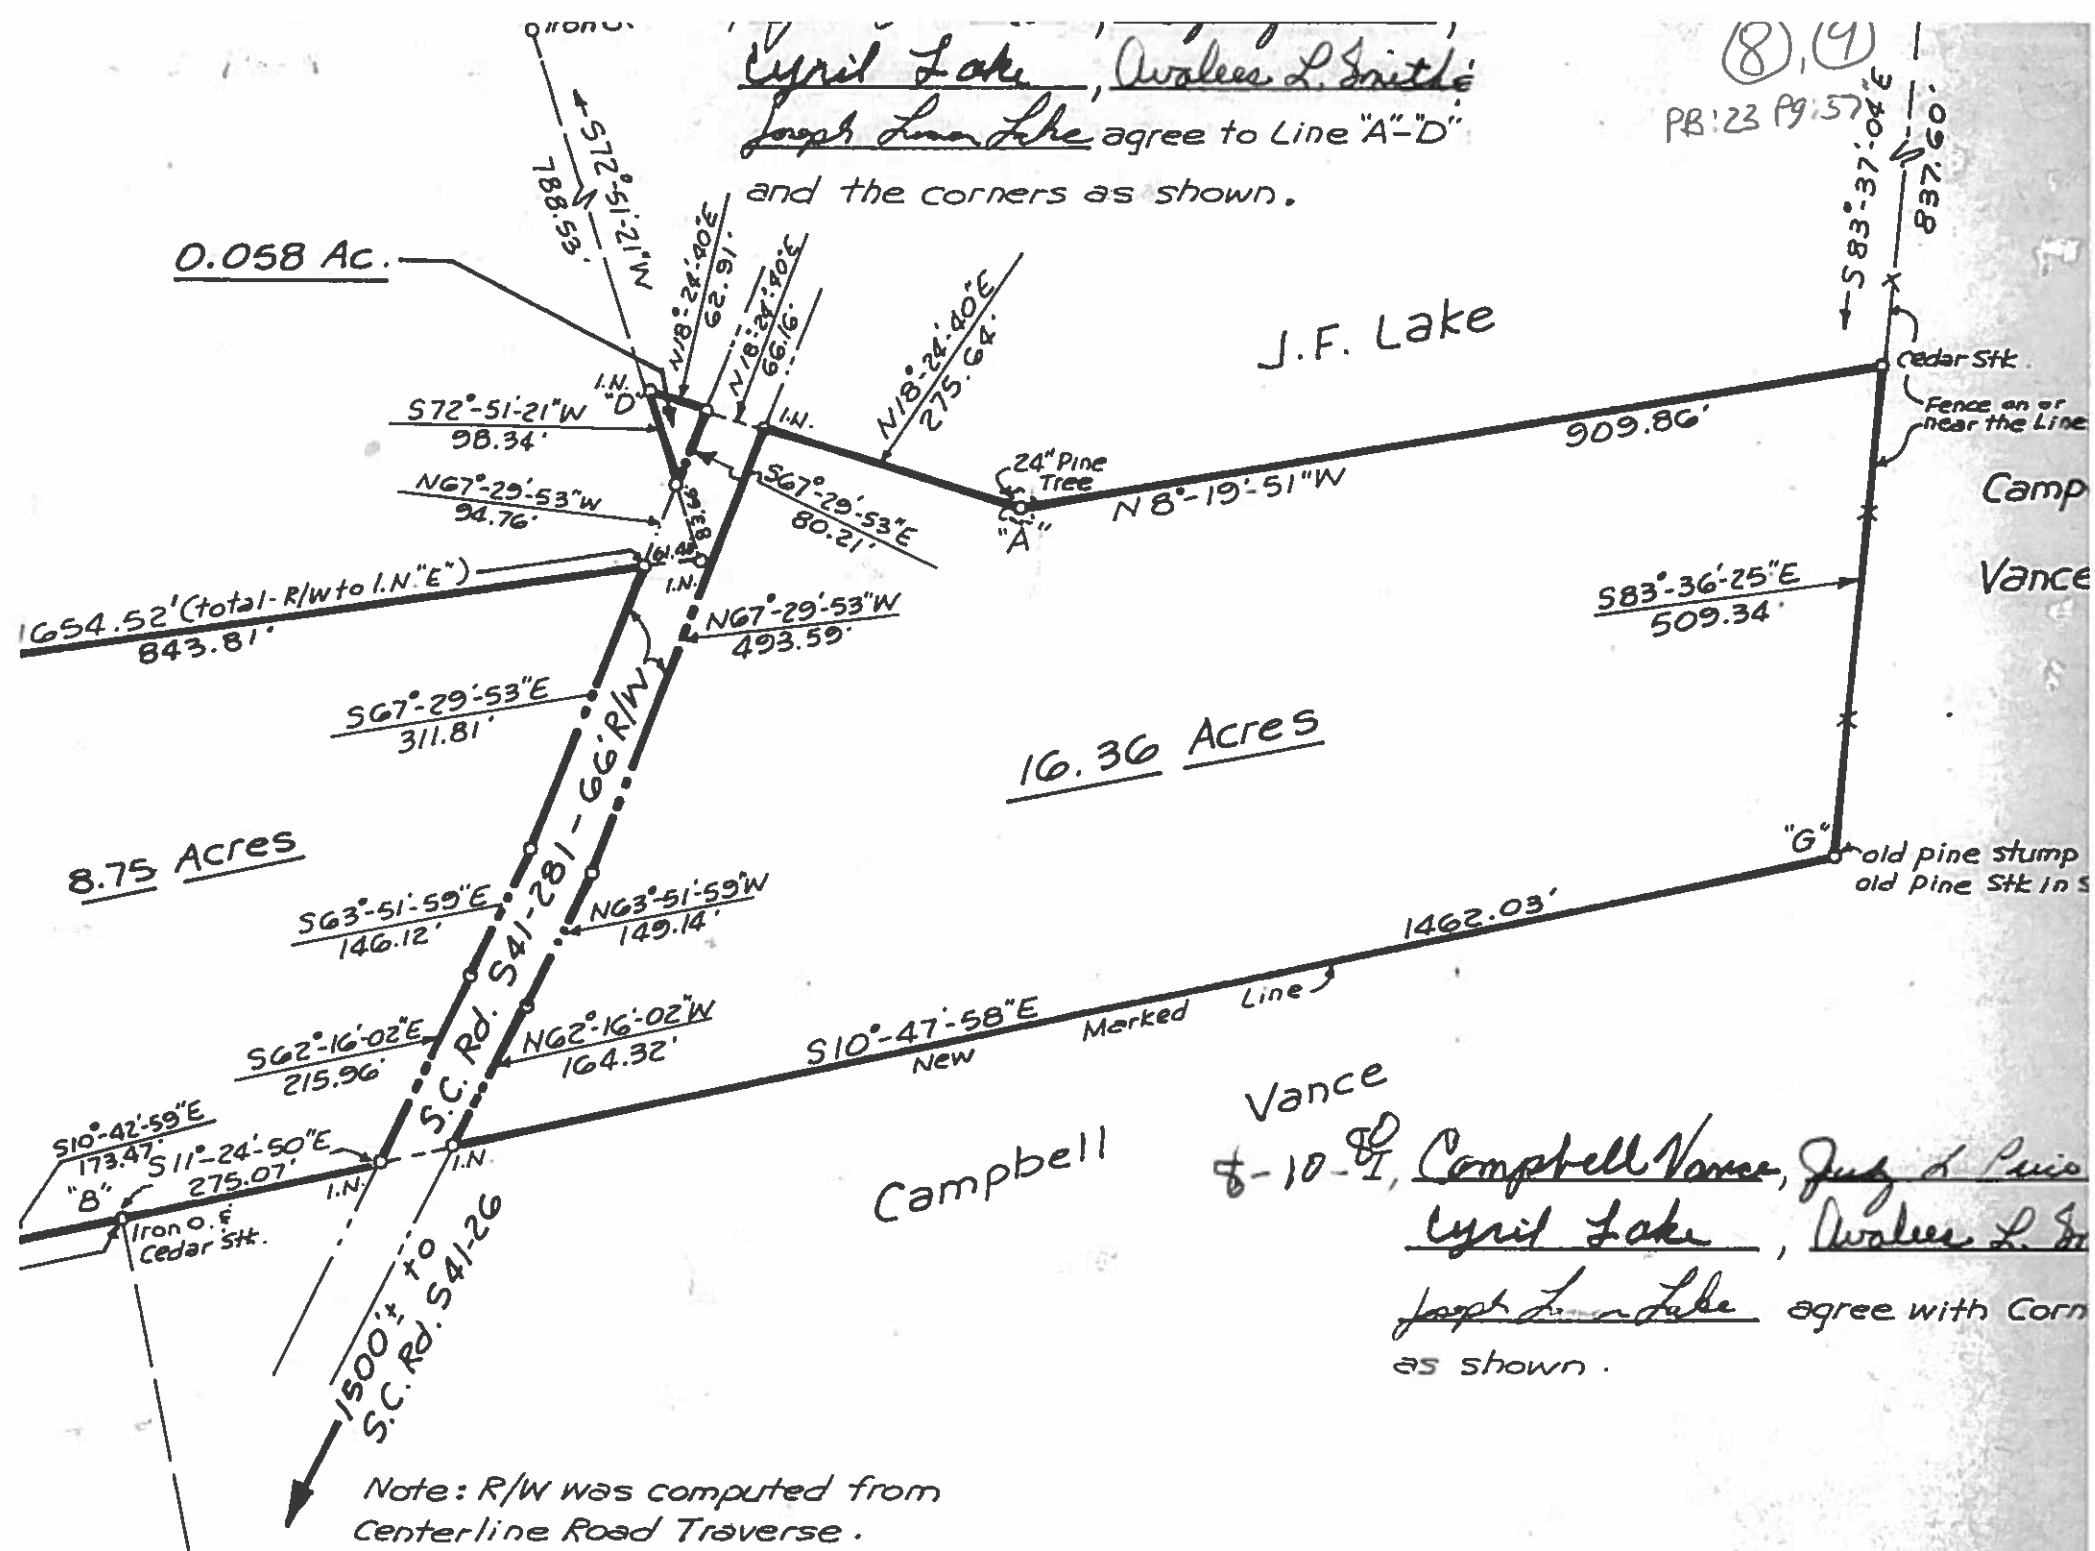 Iron O.
Cyril Lake, Avalees L. Smith &
Joseph Lake agree to Line "A"-"D"
and the corners as shown.
(8),(9)
PB:23 Pg:57
S83°-37'-04"E
837.60'
S72°-51'-21"W
788.53'
0.058 Ac.
N18°-24'-40"E
62.91'
N18°-24'-40"E
66.16'
N18°-24'-40"E
275.64'
J.F. Lake
Cedar Stk.
Fence on or
near the Line
I.N.
"D"
I.N.
S72°-51'-21"W
98.34'
24" Pine
Tree
"A"
N8°-19'-51"W
909.86'
Camp
Vance
N67°-29'-53"W
94.76'
S67°-29'-53"E
80.21'
83.66'
61.48'
I.N.
1654.52' (total-R/W to I.N. "E")
843.81'
N67°-29'-53"W
493.59'
S83°-36'-25"E
509.34'
S67°-29'-53"E
311.81'
16.36 Acres
8.75 Acres
"G"
old pine stump
old Pine Stk in S
S63°-51'-59"E
146.12'
N63°-51'-59"W
149.14'
S.C. Rd. S41-281-66' R/W
1462.03'
S62°-16'-02"E
215.96'
N62°-16'-02"W
164.32'
S10°-47'-58"E
New Marked Line
S10°-42'-59"E
173.47'
S11°-24'-50"E
275.07'
"B"
I.N.
I.N.
Iron O. &
Cedar Stk.
Campbell Vance
8-10-81, Campbell Vance, Judy L
Cyril Lake, Avalees L.
Joseph Lake agree with Corn
as shown.
1500'± to
S.C. Rd. S41-26
Note: R/W was computed from
Centerline Road Traverse.